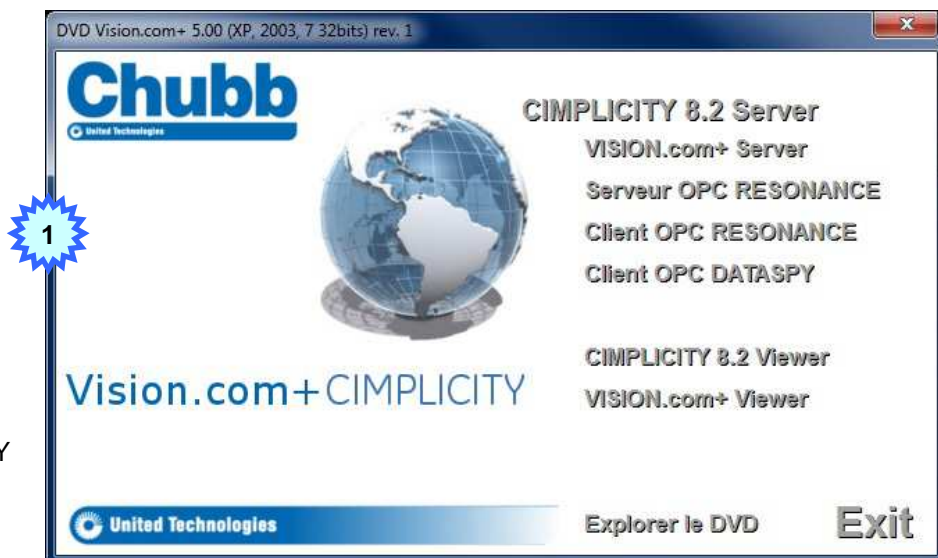 DVD Vision.com+ 5.00 (XP, 2003, 7 32bits) rev. 1
Chubb
United Technologies
CIMPLICITY 8.2 Server
VISION.com+ Server
Serveur OPC RESONANCE
Client OPC RESONANCE
Client OPC DATASPY
1
CIMPLICITY 8.2 Viewer
Vision.com+CIMPLICITY
VISION.com+ Viewer
Y
United Technologies
Explorer le DVD
Exit